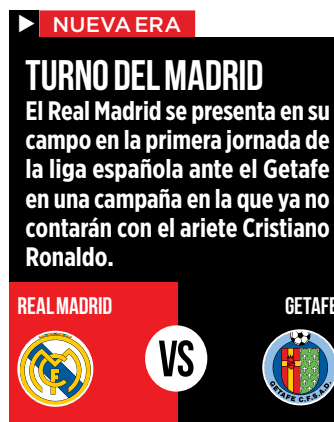 NUEVA ERA
TURNO DEL MADRID
El Real Madrid se presenta en su
campo en la primera jornada de
la liga española ante el Getafe
en una campaña en la que ya no
contarán con el ariete Cristiano
Ronaldo.
REAL MADRID
GETAFE
VS
GETAFE C.F.S.A.D.